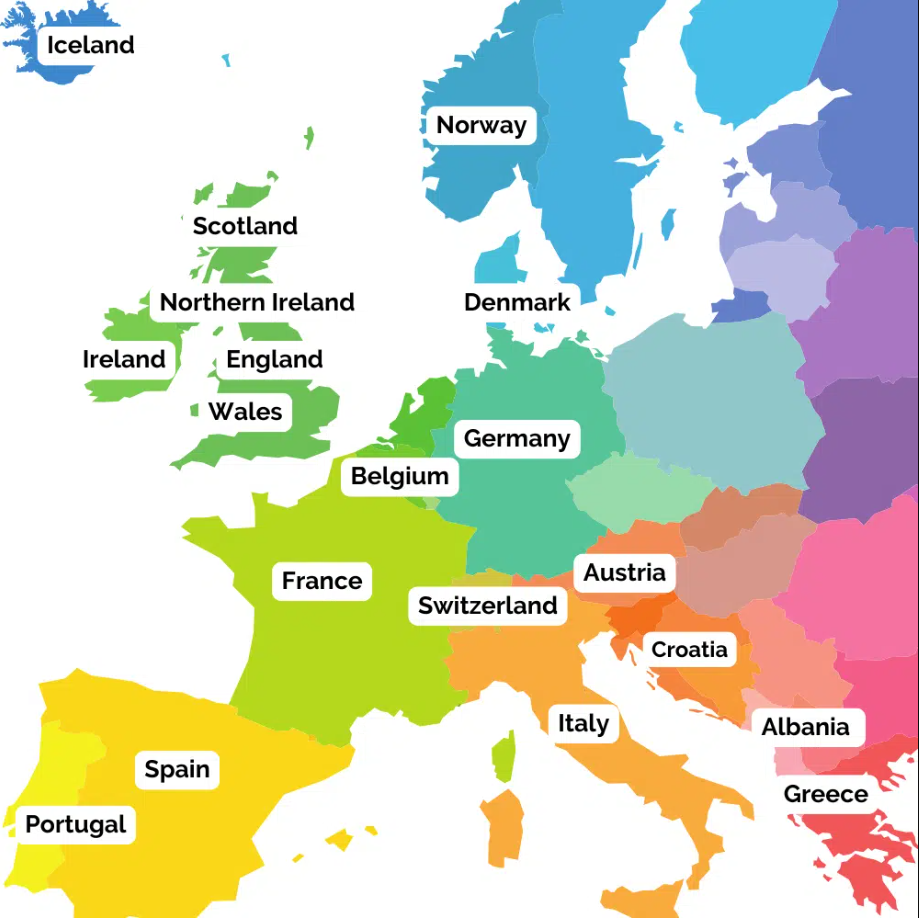 Iceland
Norway
Scotland
Northern Ireland
Denmark
Ireland
England
Wales
Germany
Belgium
France
Austria
Switzerland
Croatia
Italy
Albania
Spain
Greece
Portugal